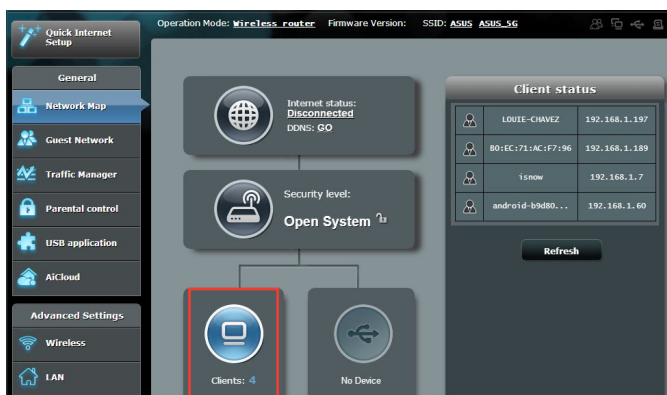 Quick Internet
Setup
Operation Mode: Wireless router Firmware Version: SSID: ASUS ASUS_5G
General
Network Map
Guest Network
Traffic Manager
Parental control
USB application
AiCloud
Advanced Settings
Wireless
LAN
Internet status:
Disconnected
DDNS: GO
Security level:
Open System
Clients: 4
No Device
Client status
LOUIE-CHAVEZ 192.168.1.197
B0:EC:71:AC:F7:96 192.168.1.189
isnow 192.168.1.7
android-b9d80... 192.168.1.60
Refresh